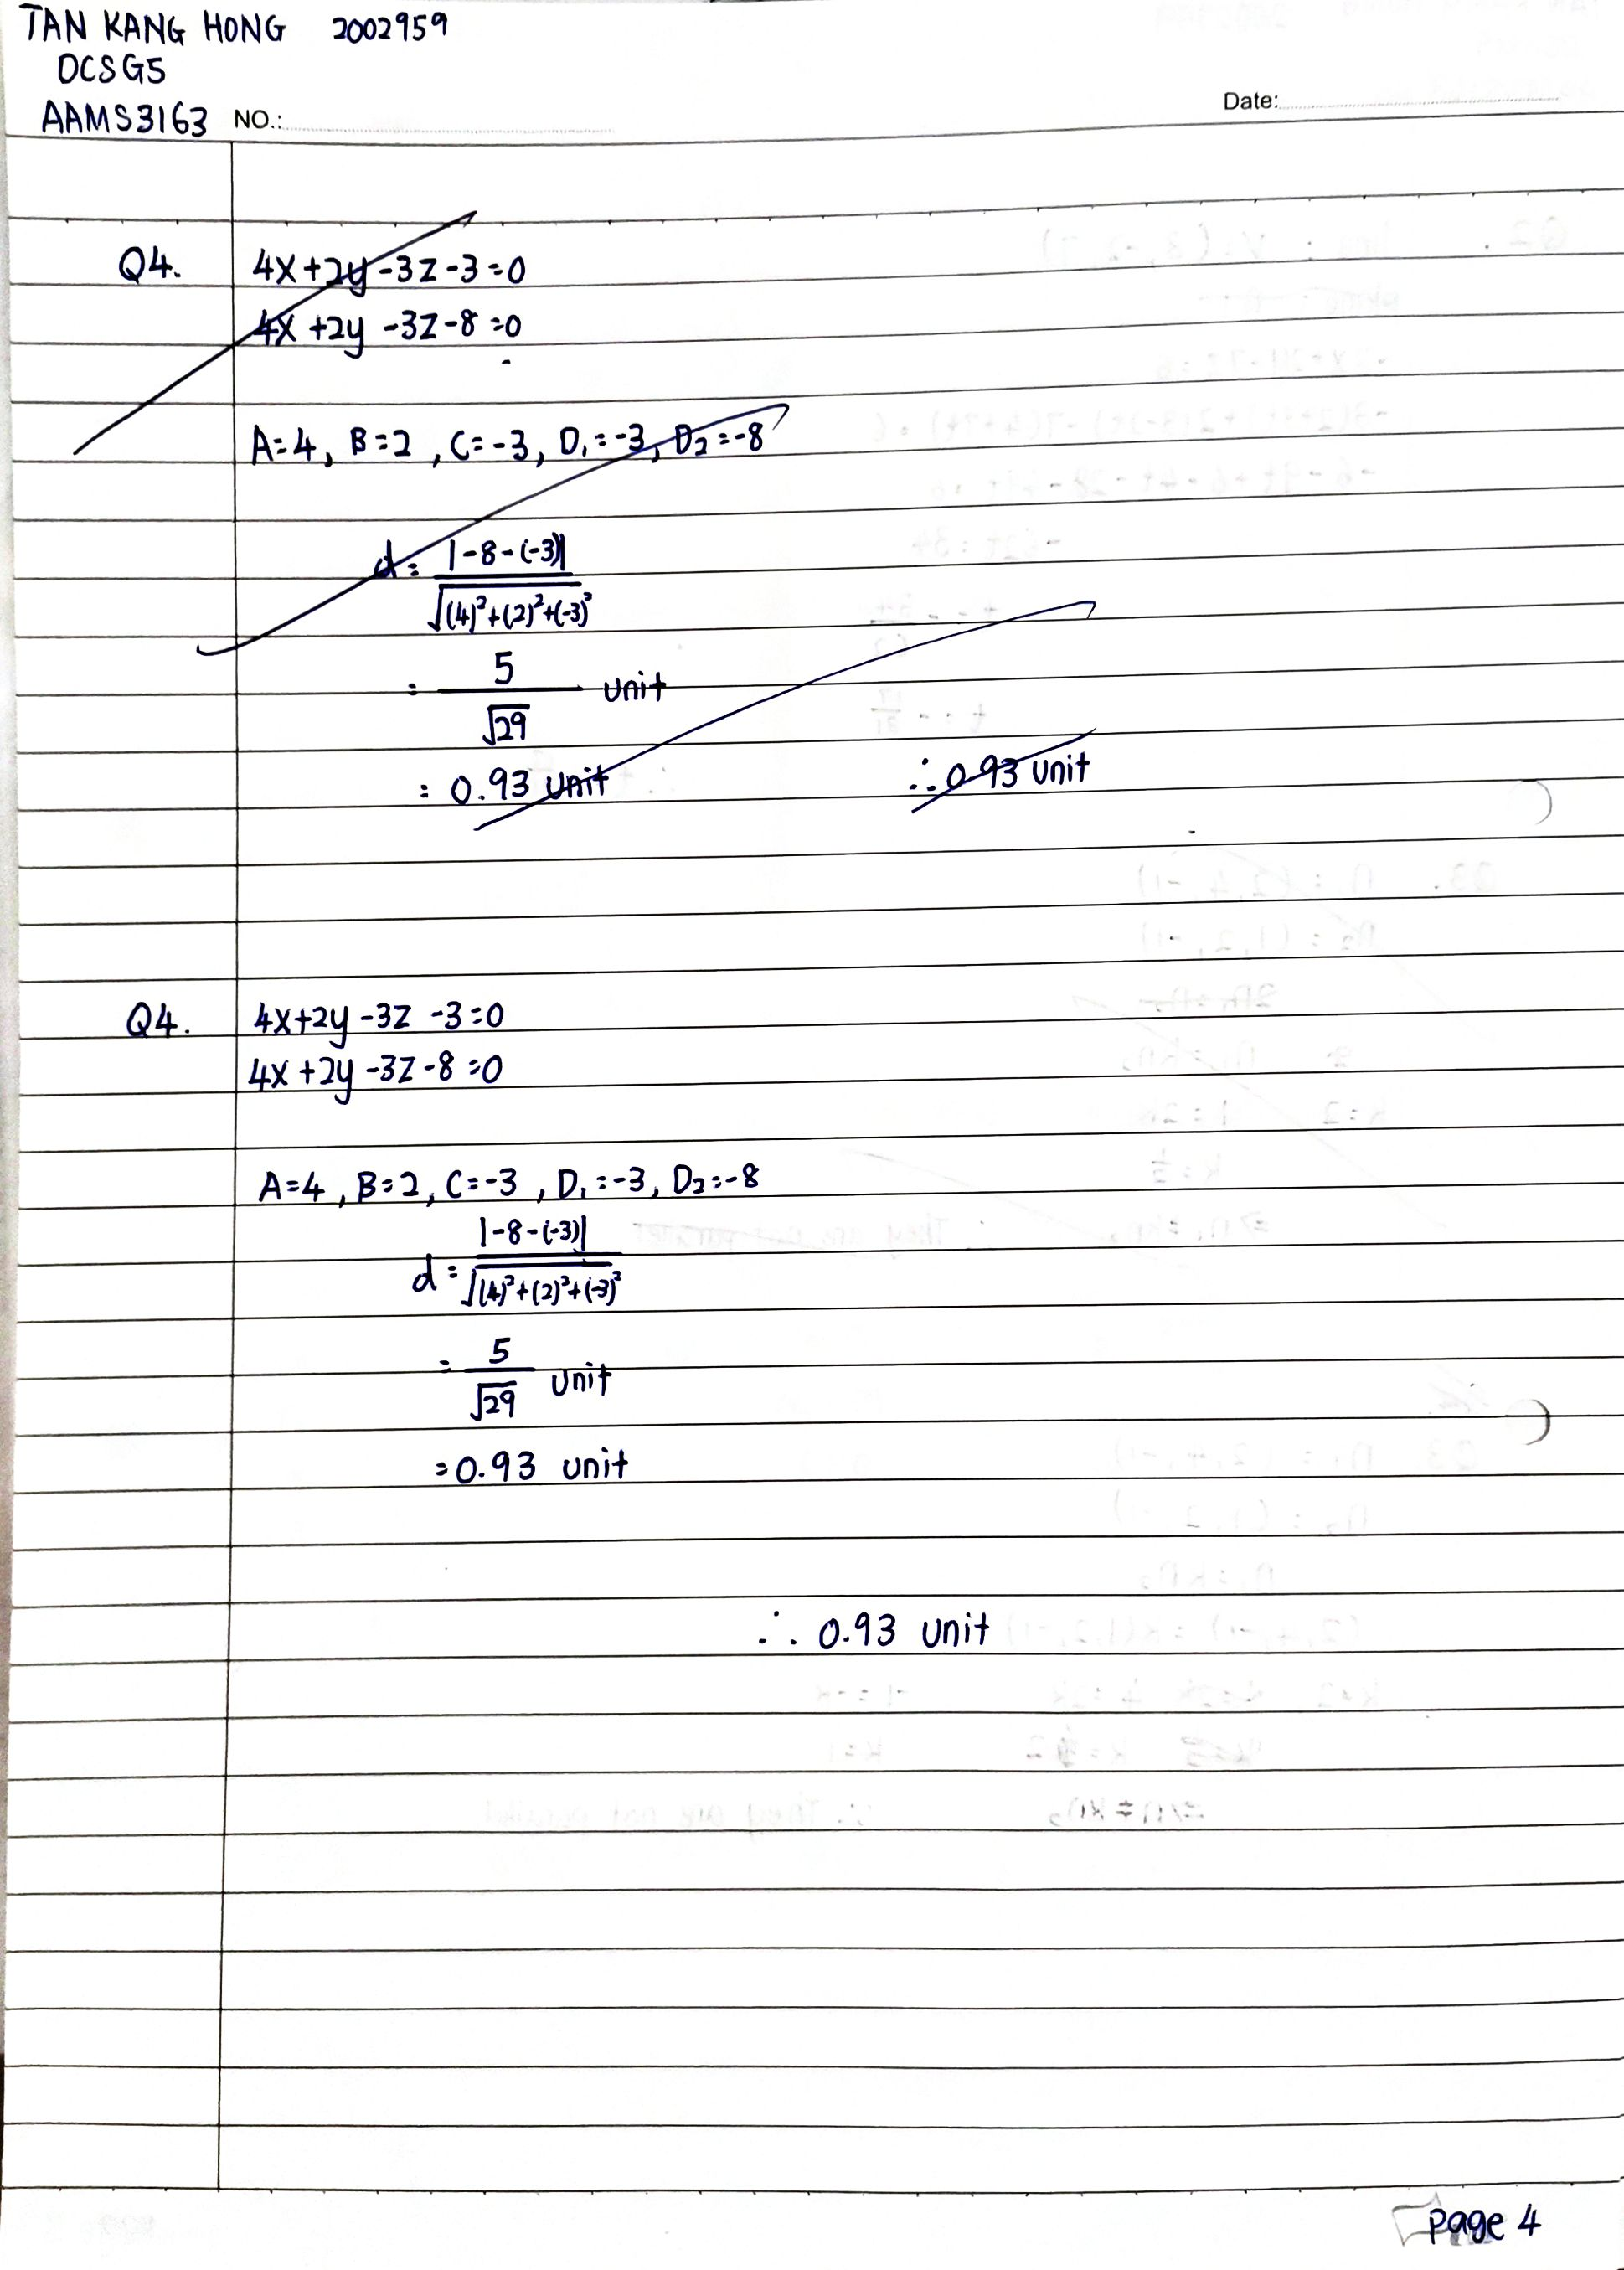 TAN KANG HONG 2002959
DCSG5
AAMS3163 NO.: Date:
Q4. 4x+2y-3z-3=0
4x+2y-3z-8=0
A=4, B=2, C=-3, D₁=-3, D₂=-8
d = |-8-(-3)| / √((4)²+(2)²+(-3)²)
= 5/√29 unit
= 0.93 unit ∴ 0.93 unit
Q4. 4x+2y-3z-3=0
4x+2y-3z-8=0
A=4, B=2, C=-3, D₁=-3, D₂=-8
d = |-8-(-3)| / √((4)²+(2)²+(-3)²)
= 5/√29 unit
= 0.93 unit
∴ 0.93 unit
Page 4